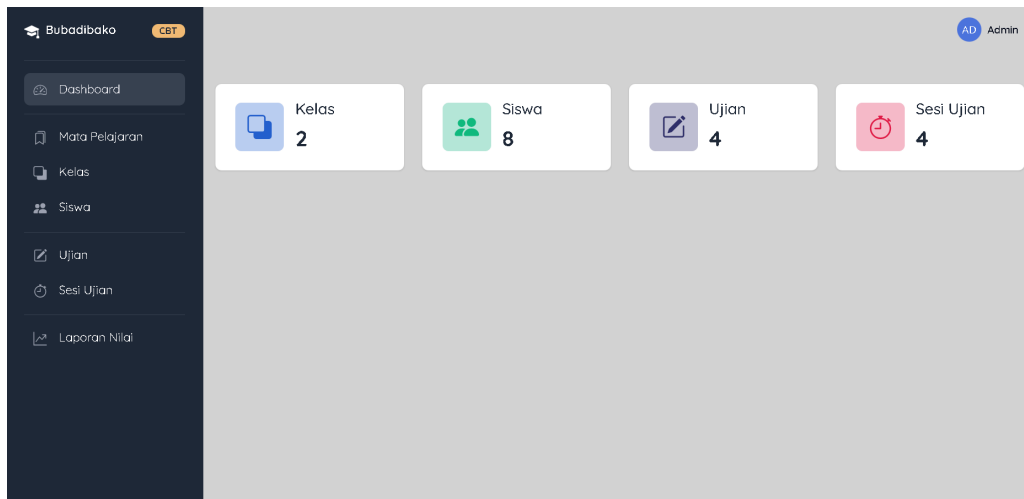 Bubadibako CBT
Dashboard
Mata Pelajaran
Kelas
Siswa
Ujian
Sesi Ujian
Laporan Nilai
AD Admin
Kelas
2
Siswa
8
Ujian
4
Sesi Ujian
4